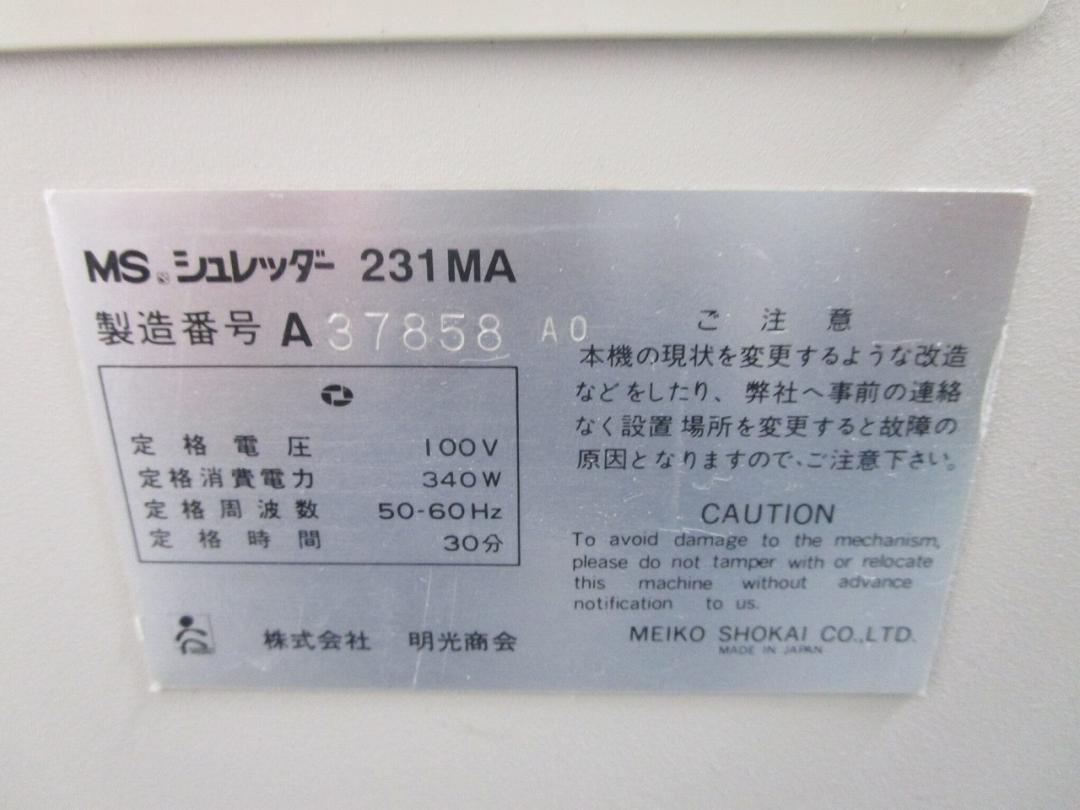 MS シュレッダー 231MA
製造番号 A 37858 A0
定格電圧 100V
定格消費電力 340W
定格周波数 50-60Hz
定格時間 30分
株式会社 明光商会
ご注意
本機の現状を変更するような改造
などをしたり、弊社へ事前の連絡
なく設置場所を変更すると故障の
原因となりますので、ご注意下さい。
CAUTION
To avoid damage to the mechanism,
please do not tamper with or relocate
this machine without advance
notification to us.
MEIKO SHOKAI CO.,LTD.
MADE IN JAPAN